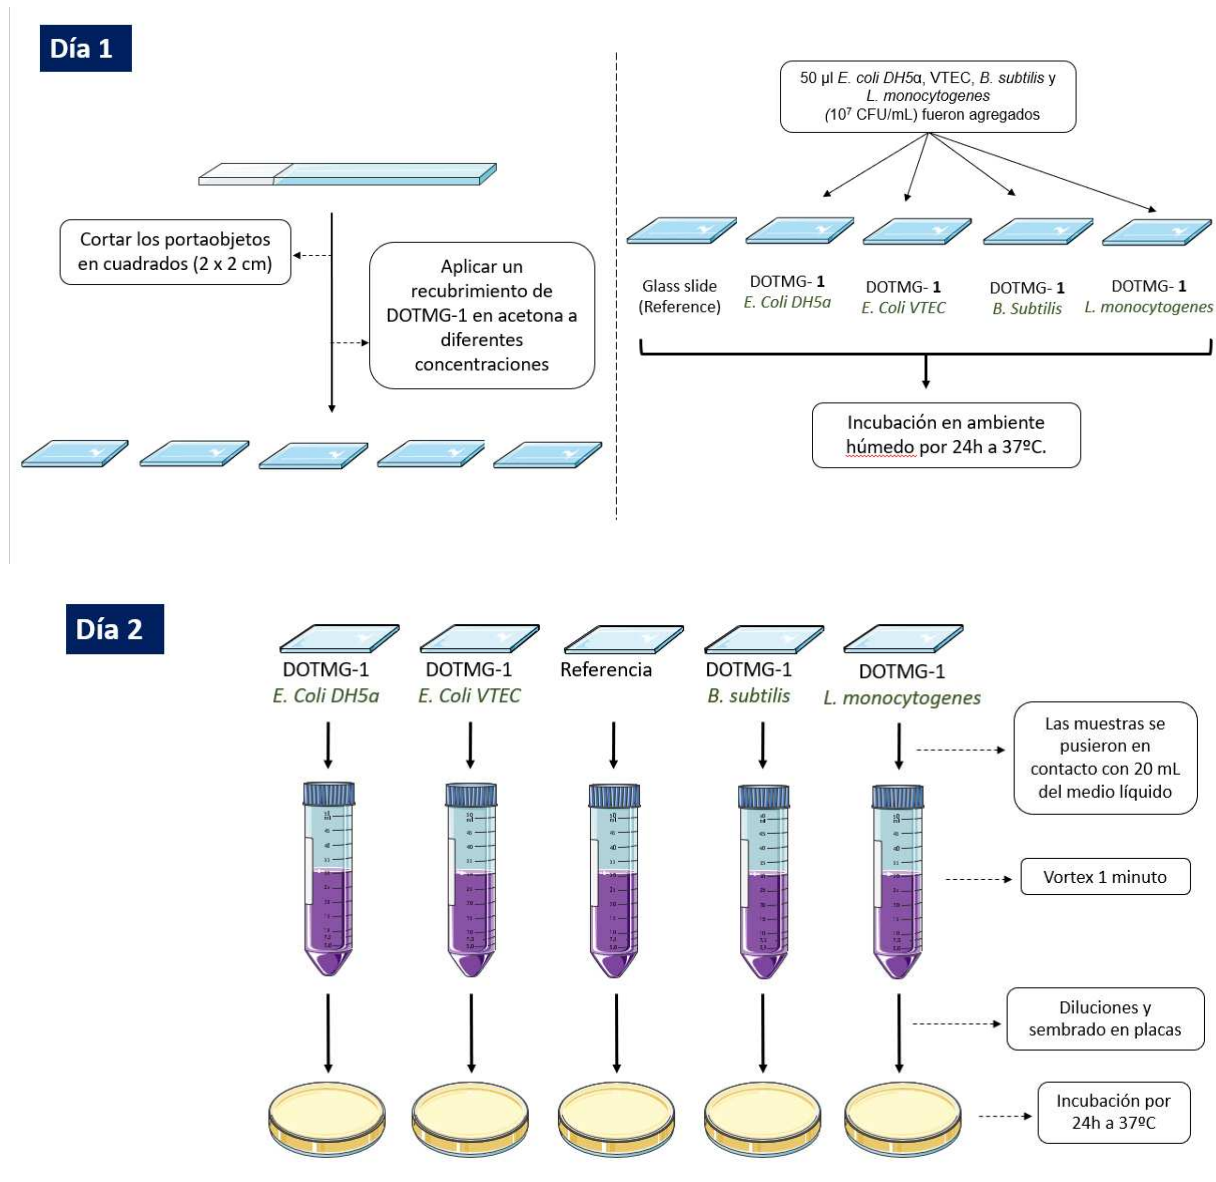 Día 1
Cortar los portaobjetos
en cuadrados (2 x 2 cm)
Aplicar un
recubrimiento de
DOTMG-1 en acetona a
diferentes
concentraciones
50 µl E. coli DH5α, VTEC, B. subtilis y
L. monocytogenes
(10⁷ CFU/mL) fueron agregados
Glass slide
(Reference)
DOTMG- 1
E. Coli DH5a
DOTMG- 1
E. Coli VTEC
DOTMG- 1
B. Subtilis
DOTMG- 1
L. monocytogenes
Incubación en ambiente
húmedo por 24h a 37ºC.
Día 2
DOTMG-1
E. Coli DH5a
DOTMG-1
E. Coli VTEC
Referencia
DOTMG-1
B. subtilis
DOTMG-1
L. monocytogenes
Las muestras se
pusieron en
contacto con 20 mL
del medio líquido
Vortex 1 minuto
Diluciones y
sembrado en placas
Incubación por
24h a 37ºC